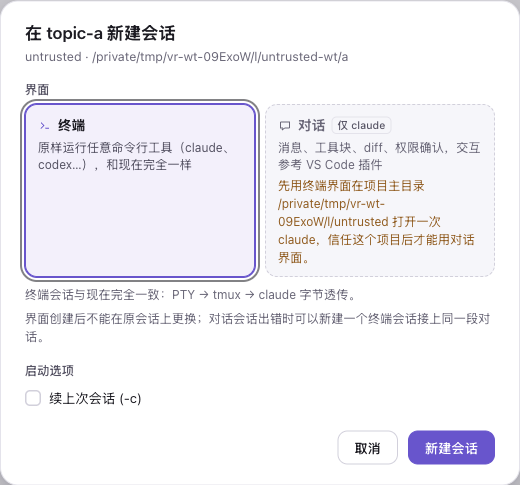 在 topic-a 新建会话
untrusted · /private/tmp/vr-wt-09ExoW/l/untrusted-wt/a
界面
终端
原样运行任意命令行工具（claude、
codex…），和现在完全一样
对话 仅 claude
消息、工具块、diff、权限确认，交互
参考 VS Code 插件
先用终端界面在项目主目录
/private/tmp/vr-wt-
09ExoW/l/untrusted 打开一次
claude，信任这个项目后才能用对话
界面。
终端会话与现在完全一致：PTY → tmux → claude 字节透传。
界面创建后不能在原会话上更换；对话会话出错时可以新建一个终端会话接上同一段对
话。
启动选项
续上次会话 (-c)
取消
新建会话